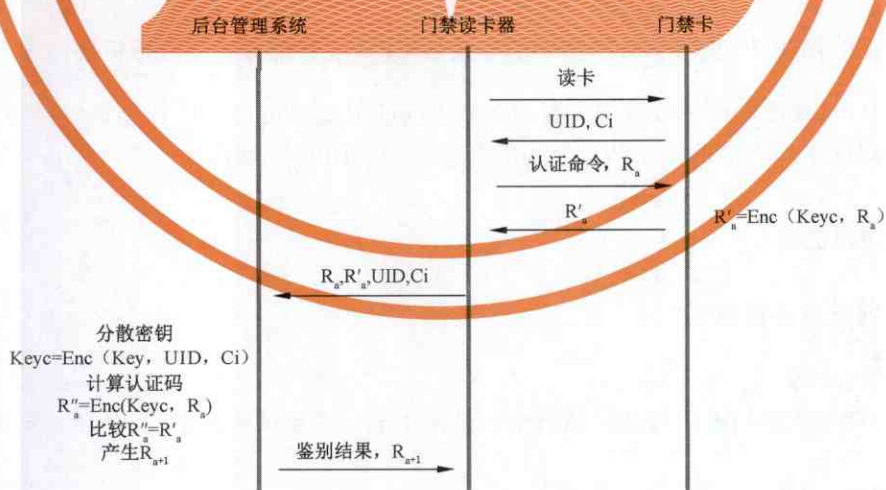 后台管理系统 门禁读卡器 门禁卡
读卡
UID, Ci
认证命令，Rₐ
R′ₐ
R′ₐ=Enc（Keyc，Rₐ）
Rₐ,R′ₐ,UID,Ci
分散密钥
Keyc=Enc（Key，UID，Ci）
计算认证码
R″ₐ=Enc(Keyc，Rₐ)
比较R″ₐ=R′ₐ
产生Rₐ₊₁
鉴别结果，Rₐ₊₁